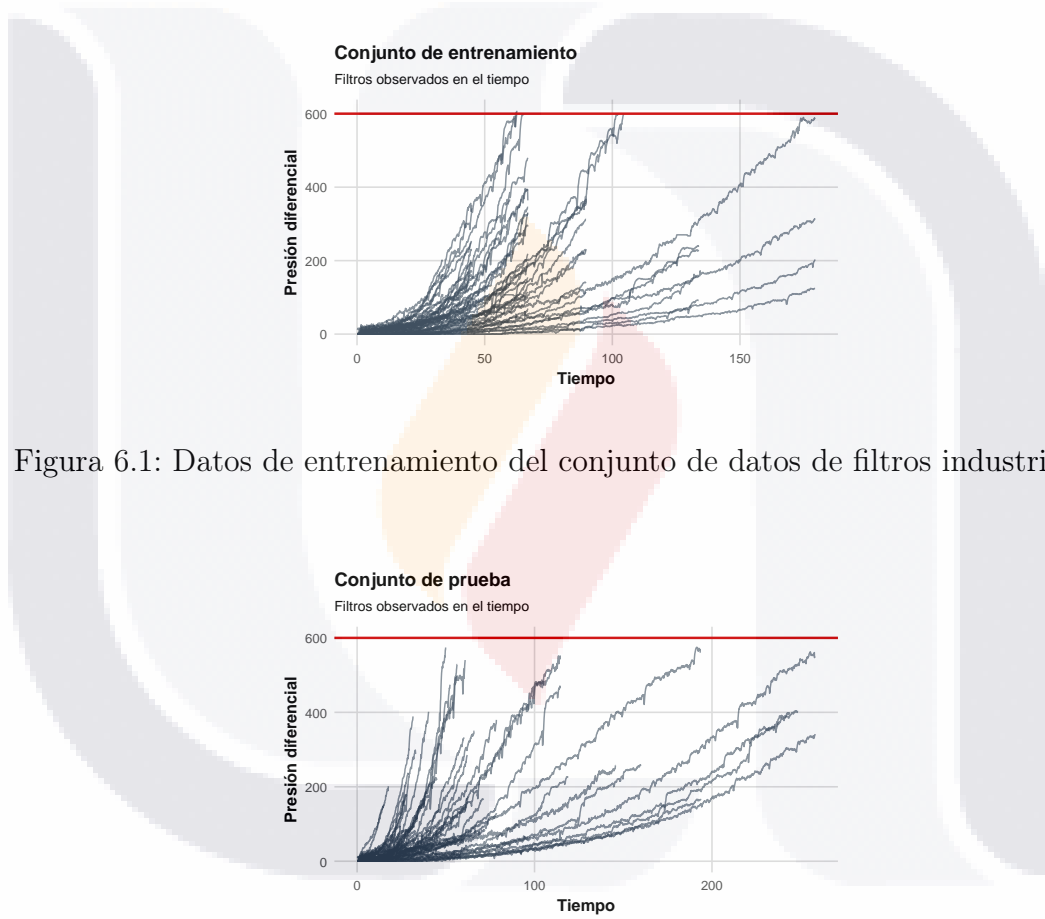 Conjunto de entrenamiento
Filtros observados en el tiempo
600
400
200
0
Presión diferencial
0 50 100 150
Tiempo
Figura 6.1: Datos de entrenamiento del conjunto de datos de filtros industri
Conjunto de prueba
Filtros observados en el tiempo
600
400
200
0
Presión diferencial
0 100 200
Tiempo